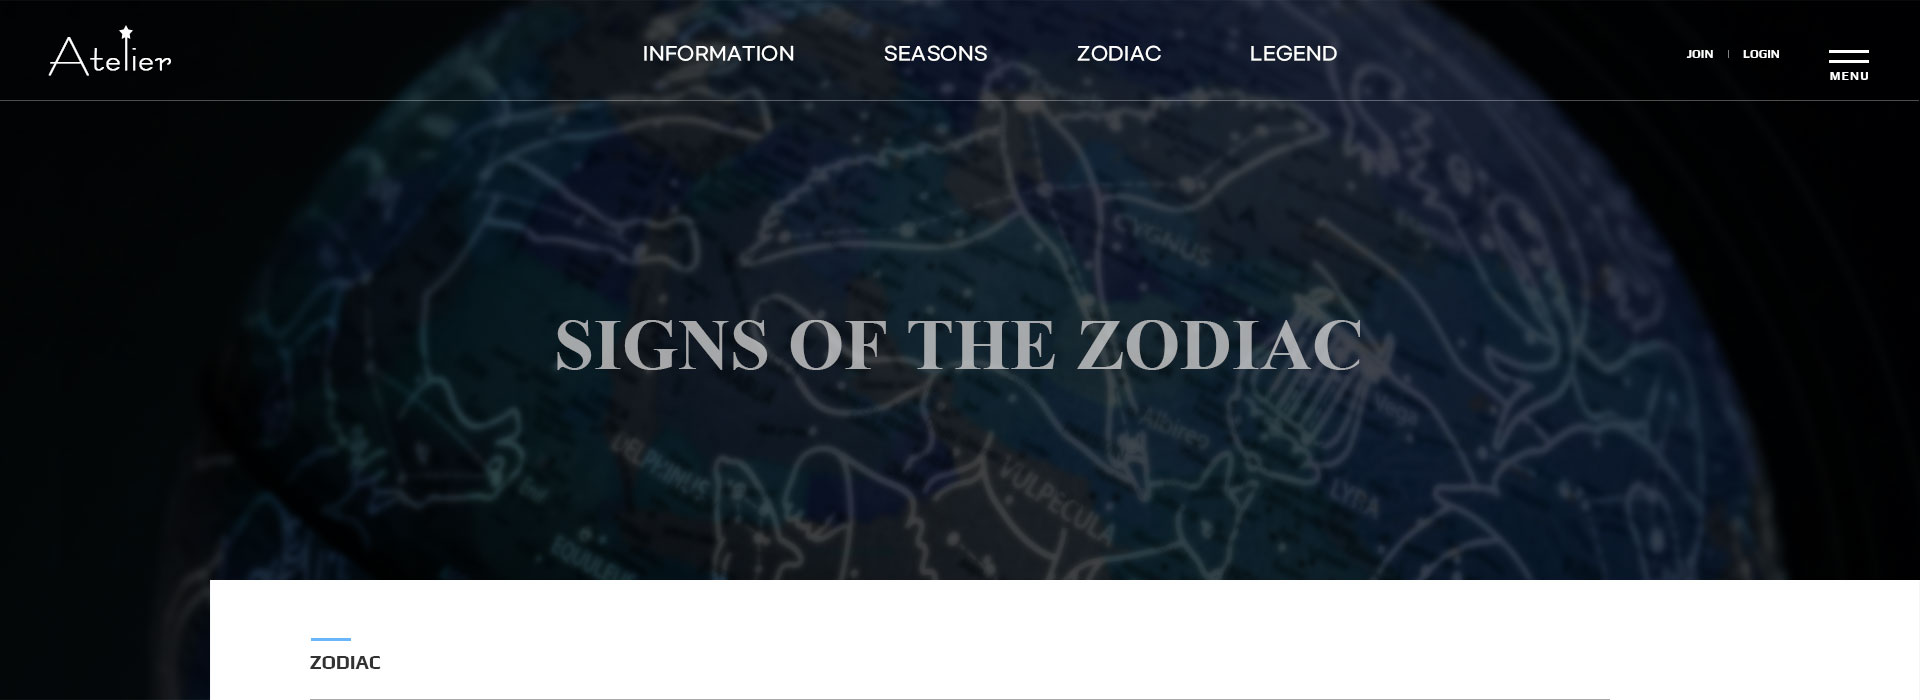 Atelier
INFORMATION
SEASONS
ZODIAC
LEGEND
JOIN | LOGIN
MENU
CYGNUS
SIGNS OF THE ZODIAC
Vega
Albireo
DELPHINUS
VULPECULA
LYRA
Enif
EQUULEUS
ZODIAC